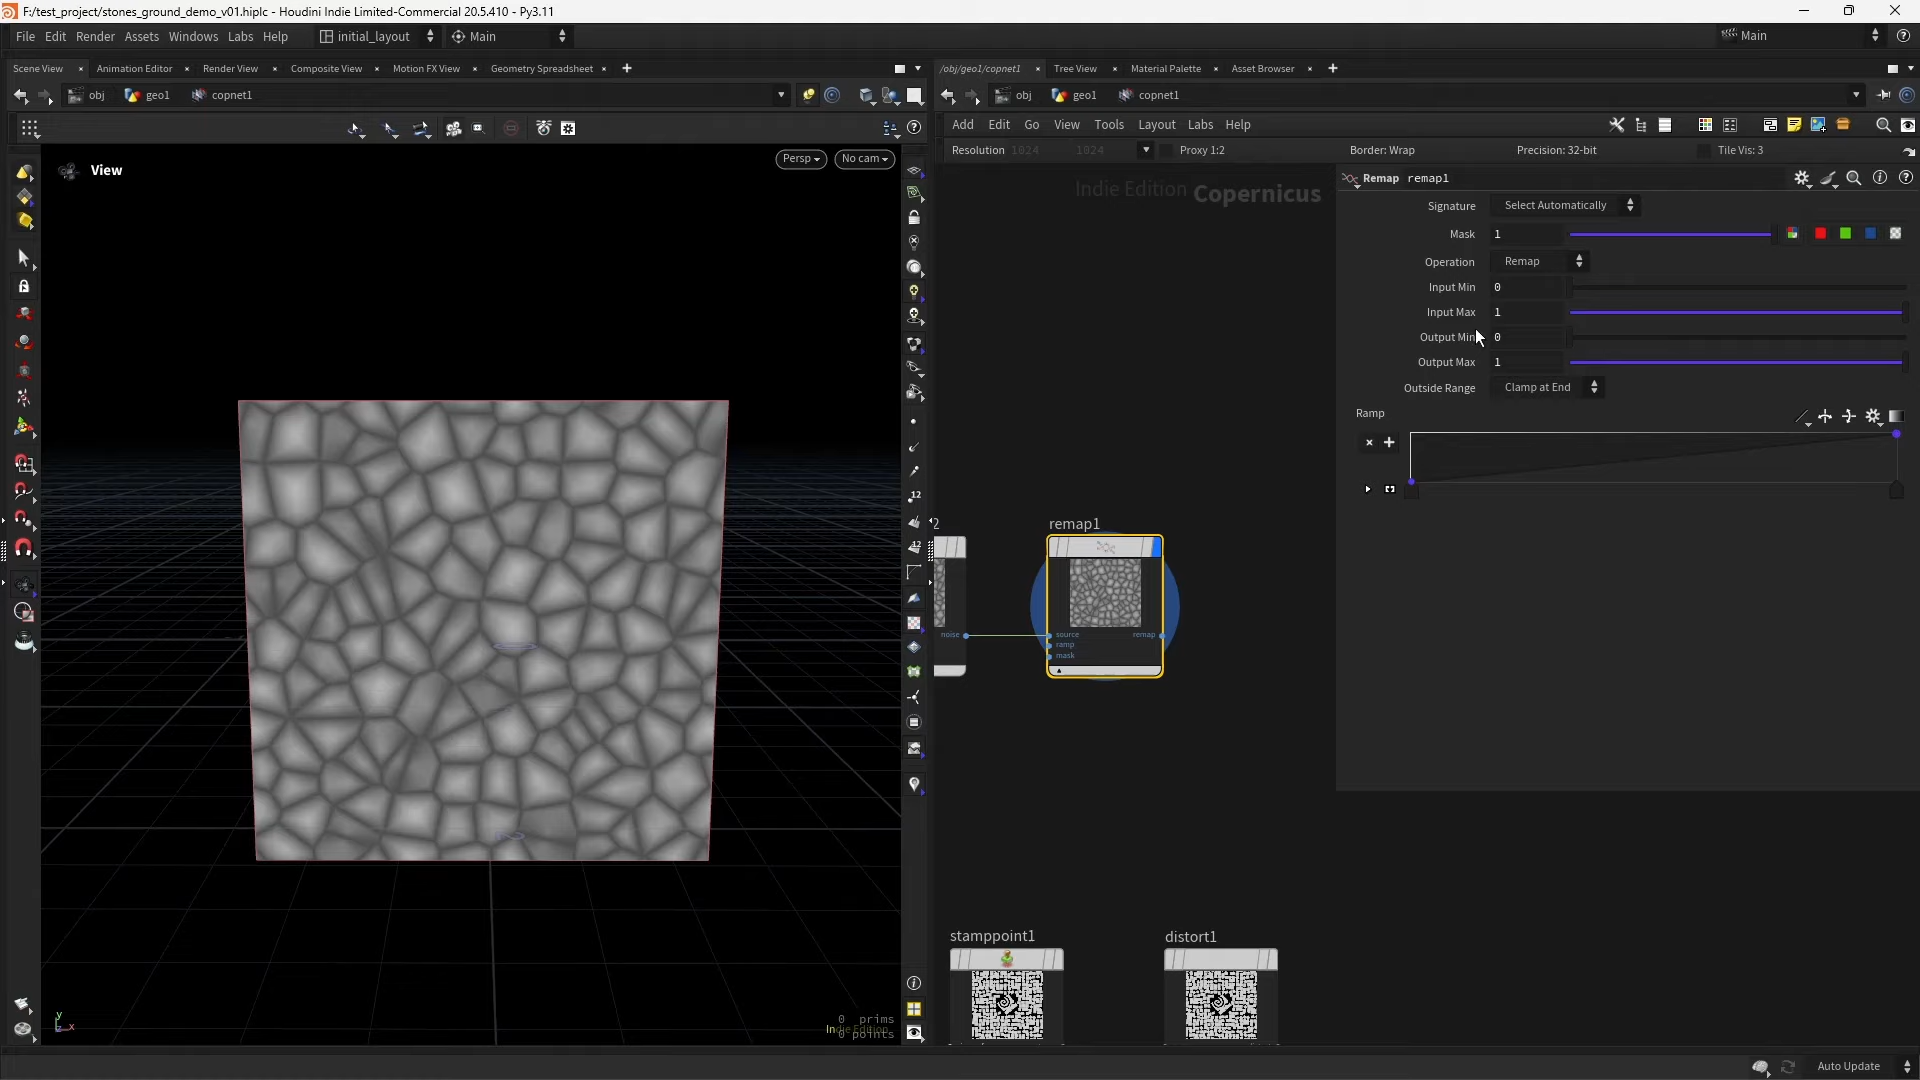 F:/test_project/stones_ground_demo_v01.hiplc - Houdini Indie Limited-Commercial 20.5.410 - Py3.11
File Edit Render Assets Windows Labs Help initial_layout Main Main
Scene View Animation Editor Render View Composite View Motion FX View Geometry Spreadsheet
/obj/geo1/copnet1 Tree View Material Palette Asset Browser
obj geo1 copnet1
obj geo1 copnet1
Add Edit Go View Tools Layout Labs Help
Resolution 1024 1024 Proxy 1:2 Border: Wrap Precision: 32-bit Tile Vis: 3
View
Persp No cam
Indie Edition Copernicus
Remap remap1
Signature Select Automatically
Mask 1
Operation Remap
Input Min 0
Input Max 1
Output Min 0
Output Max 1
Outside Range Clamp at End
Ramp
12
12
2
remap1
noise
source remap
ramp
mask
stamppoint1 distort1
y
z x
0 prims
0 points
Indie Edition
Auto Update